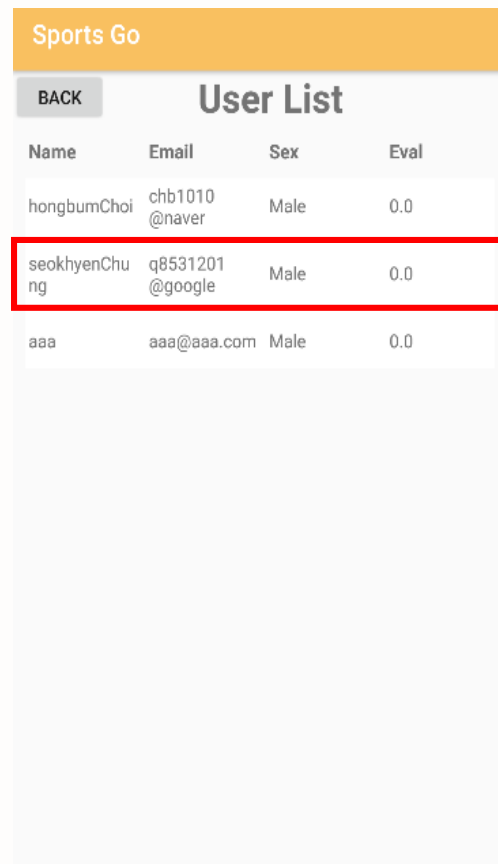 Sports Go
BACK User List
Name Email Sex Eval
hongbumChoi chb1010 @naver Male 0.0
seokhyenChu ng q8531201 @google Male 0.0
aaa aaa@aaa.com Male 0.0